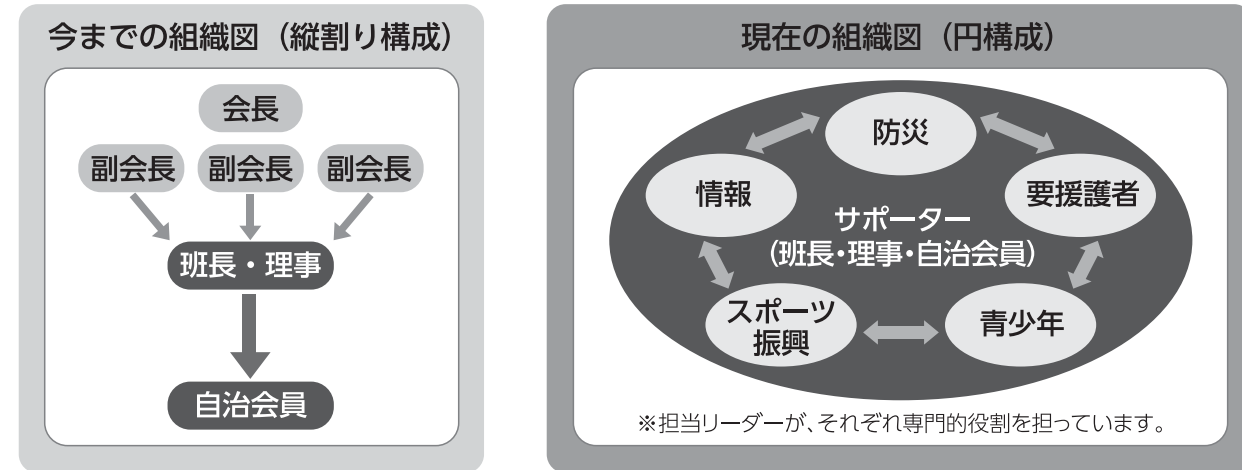 今までの組織図（縦割り構成）
会長
副会長 副会長 副会長
班長・理事
自治会員
現在の組織図（円構成）
防災
情報
要援護者
サポーター
（班長・理事・自治会員）
スポーツ
振興
青少年
※担当リーダーが、それぞれ専門的役割を担っています。